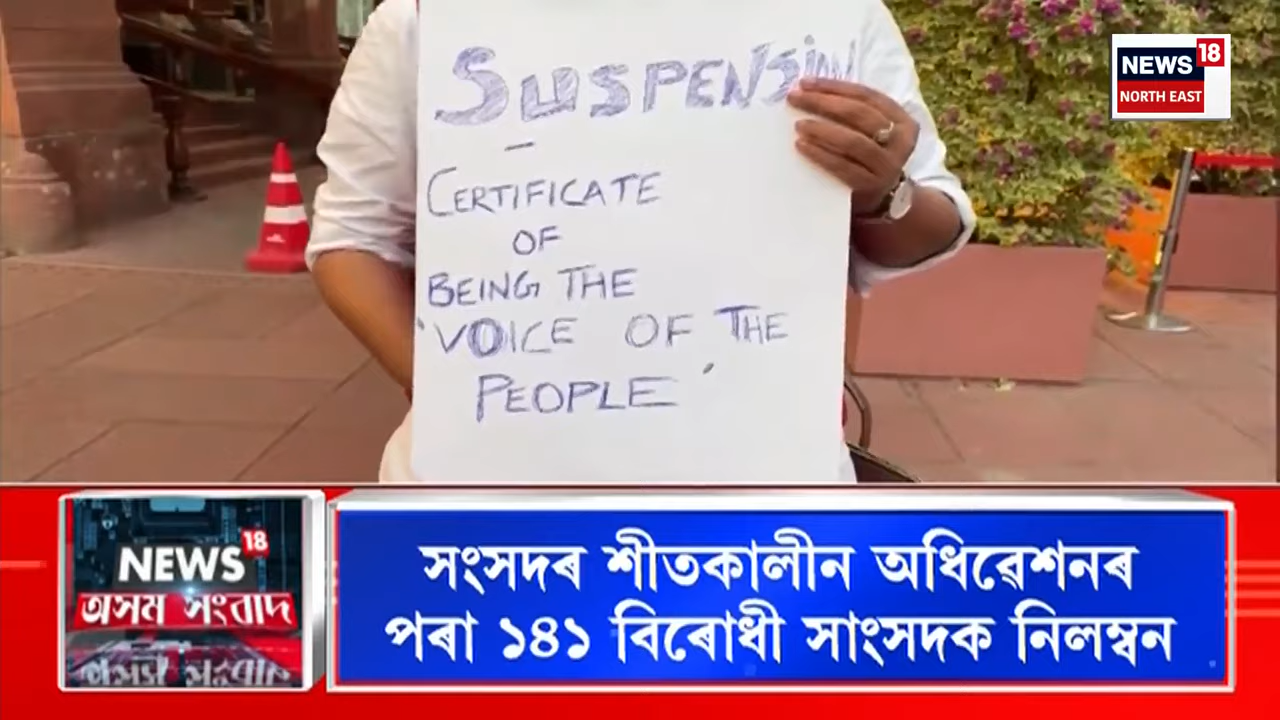 SUSPENSION
–
CERTIFICATE
OF
BEING THE
'VOICE OF THE
PEOPLE'
NEWS 18
NORTH EAST
NEWS 18
অসম সংবাদ
সংসদৰ শীতকালীন অধিৱেশনৰ
পৰা ১৪১ বিৰোধী সাংসদক নিলম্বন